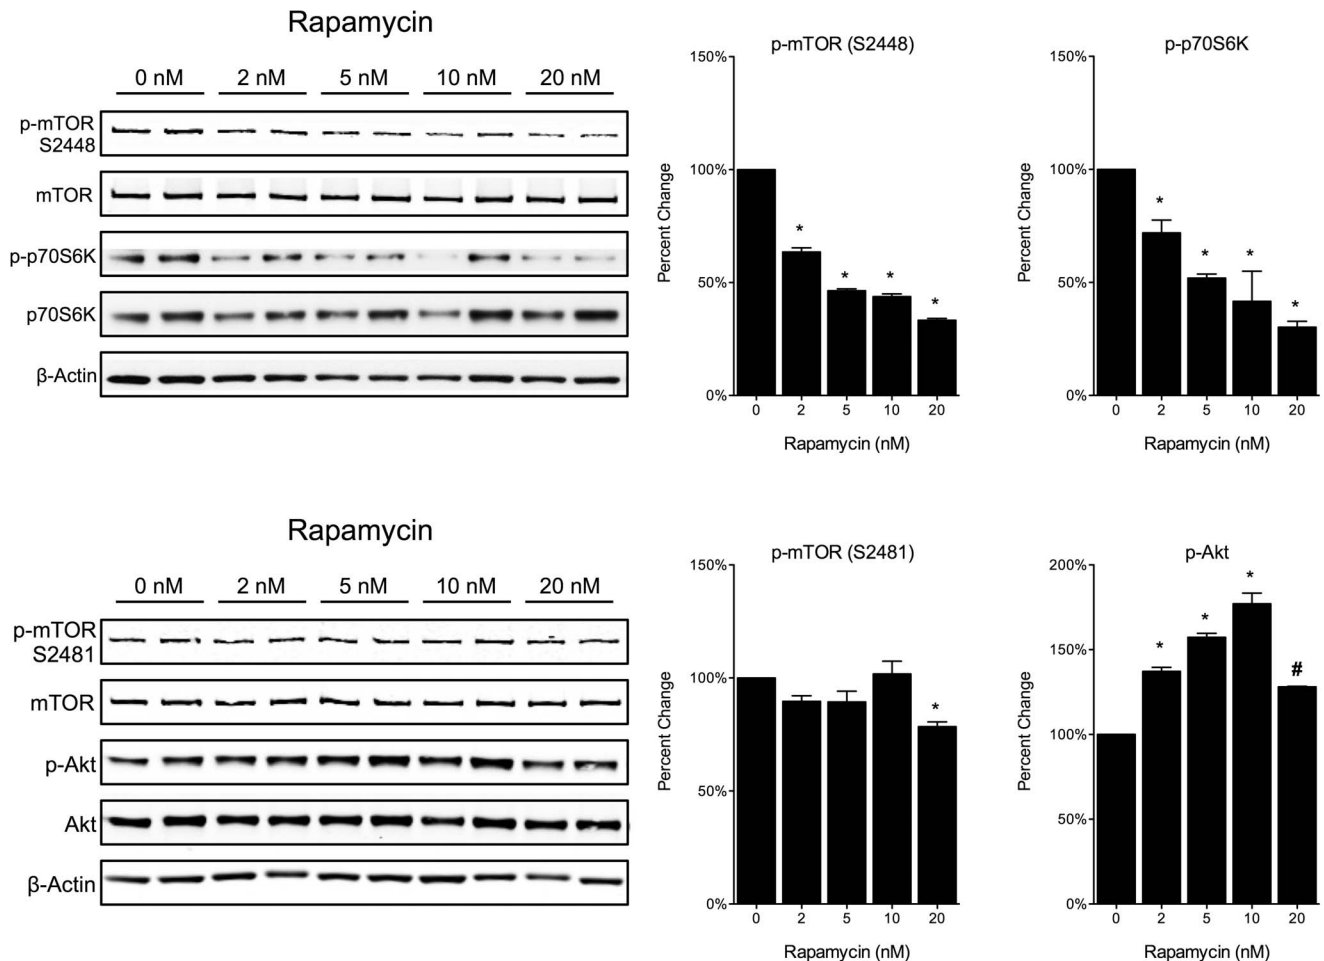 Rapamycin
0 nM 2 nM 5 nM 10 nM 20 nM
p-mTOR
S2448
mTOR
p-p70S6K
p70S6K
β-Actin
p-mTOR (S2448)
150%
100%
50%
0%
Percent Change
* * * *
0 2 5 10 20
Rapamycin (nM)
p-p70S6K
150%
100%
50%
0%
Percent Change
* * * *
0 2 5 10 20
Rapamycin (nM)
Rapamycin
0 nM 2 nM 5 nM 10 nM 20 nM
p-mTOR
S2481
mTOR
p-Akt
Akt
β-Actin
p-mTOR (S2481)
150%
100%
50%
0%
Percent Change
*
0 2 5 10 20
Rapamycin (nM)
p-Akt
200%
150%
100%
50%
0%
Percent Change
* * * #
0 2 5 10 20
Rapamycin (nM)